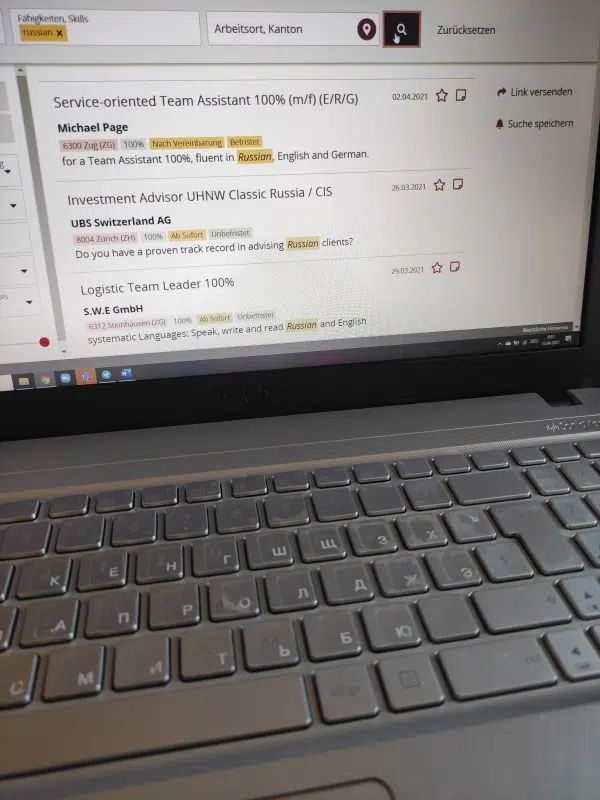 Fähigkeiten, Skills
russian ×
Arbeitsort, Kanton
Zurücksetzen
Service-oriented Team Assistant 100% (m/f) (E/R/G)
02.04.2021
Michael Page
6300 Zug (ZG) 100% Nach Vereinbarung Befristet
for a Team Assistant 100%, fluent in Russian, English and German.
Link versenden
Suche speichern
Investment Advisor UHNW Classic Russia / CIS
26.03.2021
UBS Switzerland AG
8004 Zürich (ZH) 100% Ab Sofort Unbefristet
Do you have a proven track record in advising Russian clients?
Logistic Team Leader 100%
29.03.2021
S.W.E GmbH
6312 Steinhausen (ZG) 100% Ab Sofort Unbefristet
systematic Languages: Speak, write and read Russian and English
Rechtliche Hinweise
К Е Н Г Ш Щ З Х Ъ
А П Р О Л Д Ж Э
С М И Т Ь Б Ю